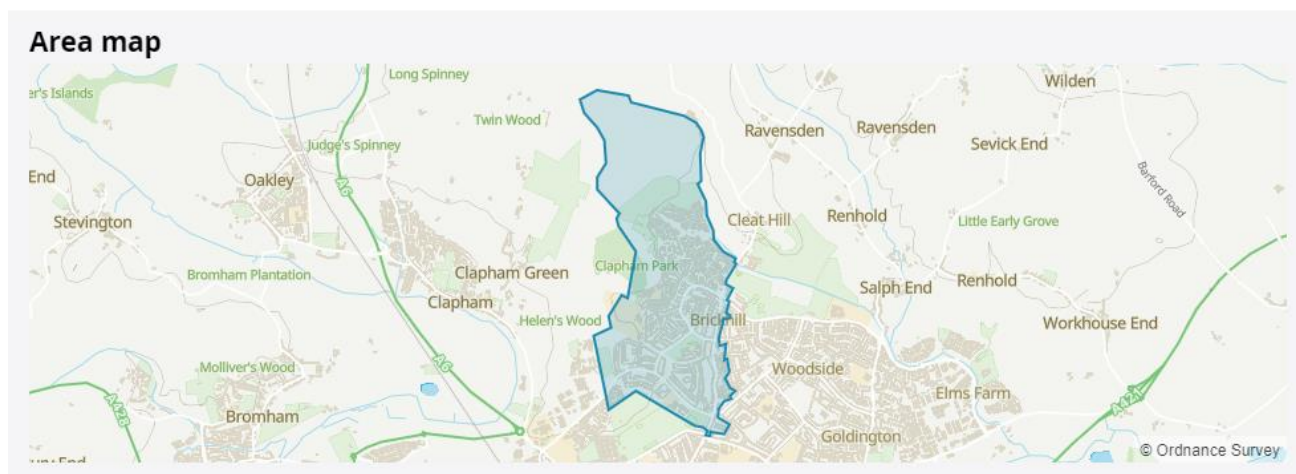 Area map
Long Spinney
er's Islands
Wilden
Twin Wood
Ravensden
Ravensden
Judge's Spinney
Sevick End
End
Oakley
A6
Barford Road
Stevington
Cleat Hill
Renhold
Little Early Grove
Bromham Plantation
Clapham Green
Clapham Park
Renhold
Salph End
Clapham
Helen's Wood
Brickhill
Workhouse End
A6
Molliver's Wood
Woodside
Elms Farm
A428
A421
Bromham
Goldington
© Ordnance Survey